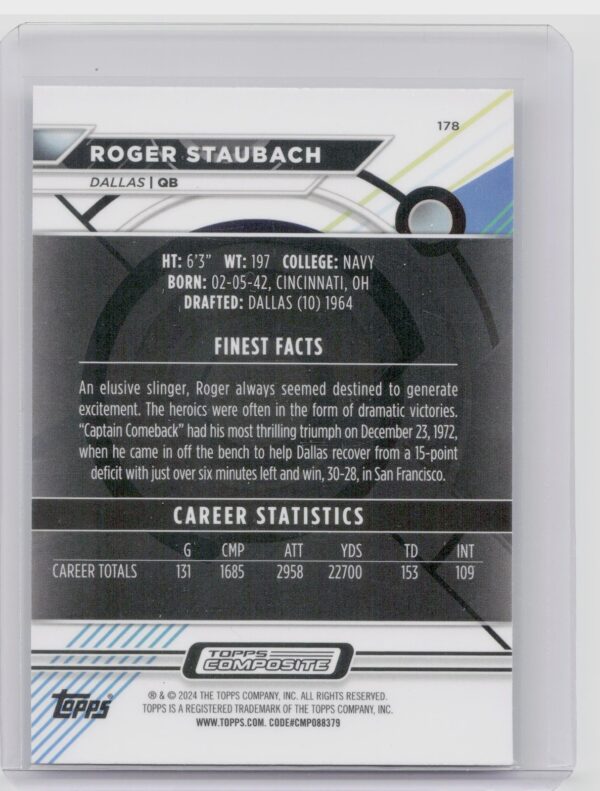 178
ROGER STAUBACH
DALLAS | QB
HT: 6'3" WT: 197 COLLEGE: NAVY
BORN: 02-05-42, CINCINNATI, OH
DRAFTED: DALLAS (10) 1964
FINEST FACTS
An elusive slinger, Roger always seemed destined to generate
excitement. The heroics were often in the form of dramatic victories.
"Captain Comeback" had his most thrilling triumph on December 23, 1972,
when he came in off the bench to help Dallas recover from a 15-point
deficit with just over six minutes left and win, 30-28, in San Francisco.
CAREER STATISTICS
G CMP ATT YDS TD INT
CAREER TOTALS 131 1685 2958 22700 153 109
TOPPS
COMPOSITE
Topps®
® & © 2024 THE TOPPS COMPANY, INC. ALL RIGHTS RESERVED.
TOPPS IS A REGISTERED TRADEMARK OF THE TOPPS COMPANY, INC.
WWW.TOPPS.COM. CODE#CMP088379